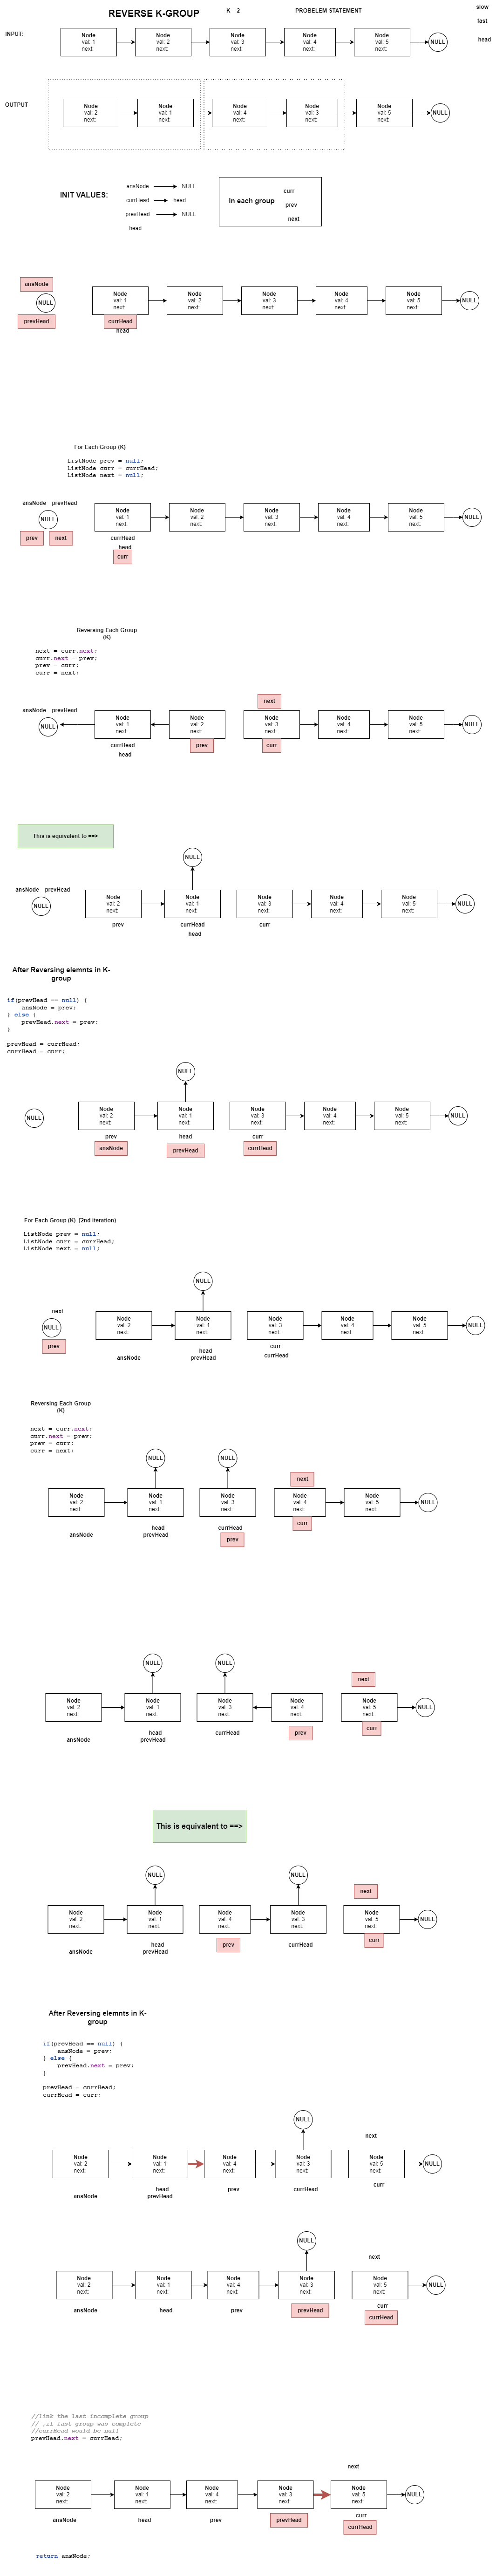 REVERSE K-GROUP K = 2 PROBELEM STATEMENT
slow
fast
head
INPUT:
Node Node Node Node Node
val: 1 val: 2 val: 3 val: 4 val: 5 NULL
next: next: next: next: next:
OUTPUT
Node Node Node Node Node
val: 2 val: 1 val: 4 val: 3 val: 5 NULL
next: next next: next: next:
INIT VALUES:
ansNode NULL
currHead head
prevHead NULL
head
In each group
curr
prev
next
ansNode
NULL
prevHead
Node Node Node Node Node
val: 1 val: 2 val: 3 val: 4 val: 5 NULL
next: next: next: next: next:
currHead
head
For Each Group (K)
ListNode prev = null;
ListNode curr = currHead;
ListNode next = null;
ansNode prevHead
NULL
prev next
Node Node Node Node Node
val: 1 val: 2 val: 3 val: 4 val: 5 NULL
next: next: next: next: next:
currHead
head
curr
Reversing Each Group
(K)
next = curr.next;
curr.next = prev;
prev = curr;
curr = next;
next
ansNode prevHead
NULL
Node Node Node Node Node
val: 1 val: 2 val: 3 val: 4 val: 5 NULL
next: next: next: next: next:
currHead prev curr
head
This is equivalent to ==>
NULL
ansNode prevHead
NULL
Node Node Node Node Node
val: 2 val: 1 val: 3 val: 4 val: 5 NULL
next: next: next: next: next:
prev currHead curr
head
After Reversing elemnts in K-
group
if(prevHead == null) {
ansNode = prev;
} else {
prevHead.next = prev;
}
prevHead = currHead;
currHead = curr;
NULL
NULL
Node Node Node Node Node
val: 2 val: 1 val: 3 val: 4 val: 5 NULL
next: next: next: next: next:
prev head curr
ansNode prevHead currHead
For Each Group (K) [2nd iteration)
ListNode prev = null;
ListNode curr = currHead;
ListNode next = null;
NULL
next
NULL
prev
Node Node Node Node Node
val: 2 val: 1 val: 3 val: 4 val: 5 NULL
next: next: next: next: next:
curr
head
currHead
ansNode prevHead
Reversing Each Group
(K)
next = curr.next;
curr.next = prev;
prev = curr;
curr = next;
NULL NULL
next
Node Node Node Node Node
val: 2 val: 1 val: 3 val: 4 val: 5 NULL
next: next: next: next: next:
curr
head currHead
ansNode prevHead prev
NULL NULL
next
Node Node Node Node Node
val: 2 val: 1 val: 3 val: 4 val: 5 NULL
next: next: next: next: next:
curr
head currHead prev
ansNode prevHead
This is equivalent to ==>
NULL NULL
next
Node Node Node Node Node
val: 2 val: 1 val: 4 val: 3 val: 5 NULL
next: next: next: next: next:
curr
head prev currHead
ansNode prevHead
After Reversing elemnts in K-
group
if(prevHead == null) {
ansNode = prev;
} else {
prevHead.next = prev;
}
prevHead = currHead;
currHead = curr;
NULL
next
Node Node Node Node Node
val: 2 val: 1 val: 4 val: 3 val: 5 NULL
next: next: next: next: next:
curr
head prev currHead
ansNode prevHead
NULL
next
Node Node Node Node Node
val: 2 val: 1 val: 4 val: 3 val: 5 NULL
next: next: next: next: next:
curr
ansNode head prev prevHead
currHead
//link the last incomplete group
// ,if last group was complete
//currHead would be null
prevHead.next = currHead;
next
Node Node Node Node Node
val: 2 val: 1 val: 4 val: 3 val: 5 NULL
next: next: next: next: next:
curr
ansNode head prev prevHead
currHead
return ansNode;